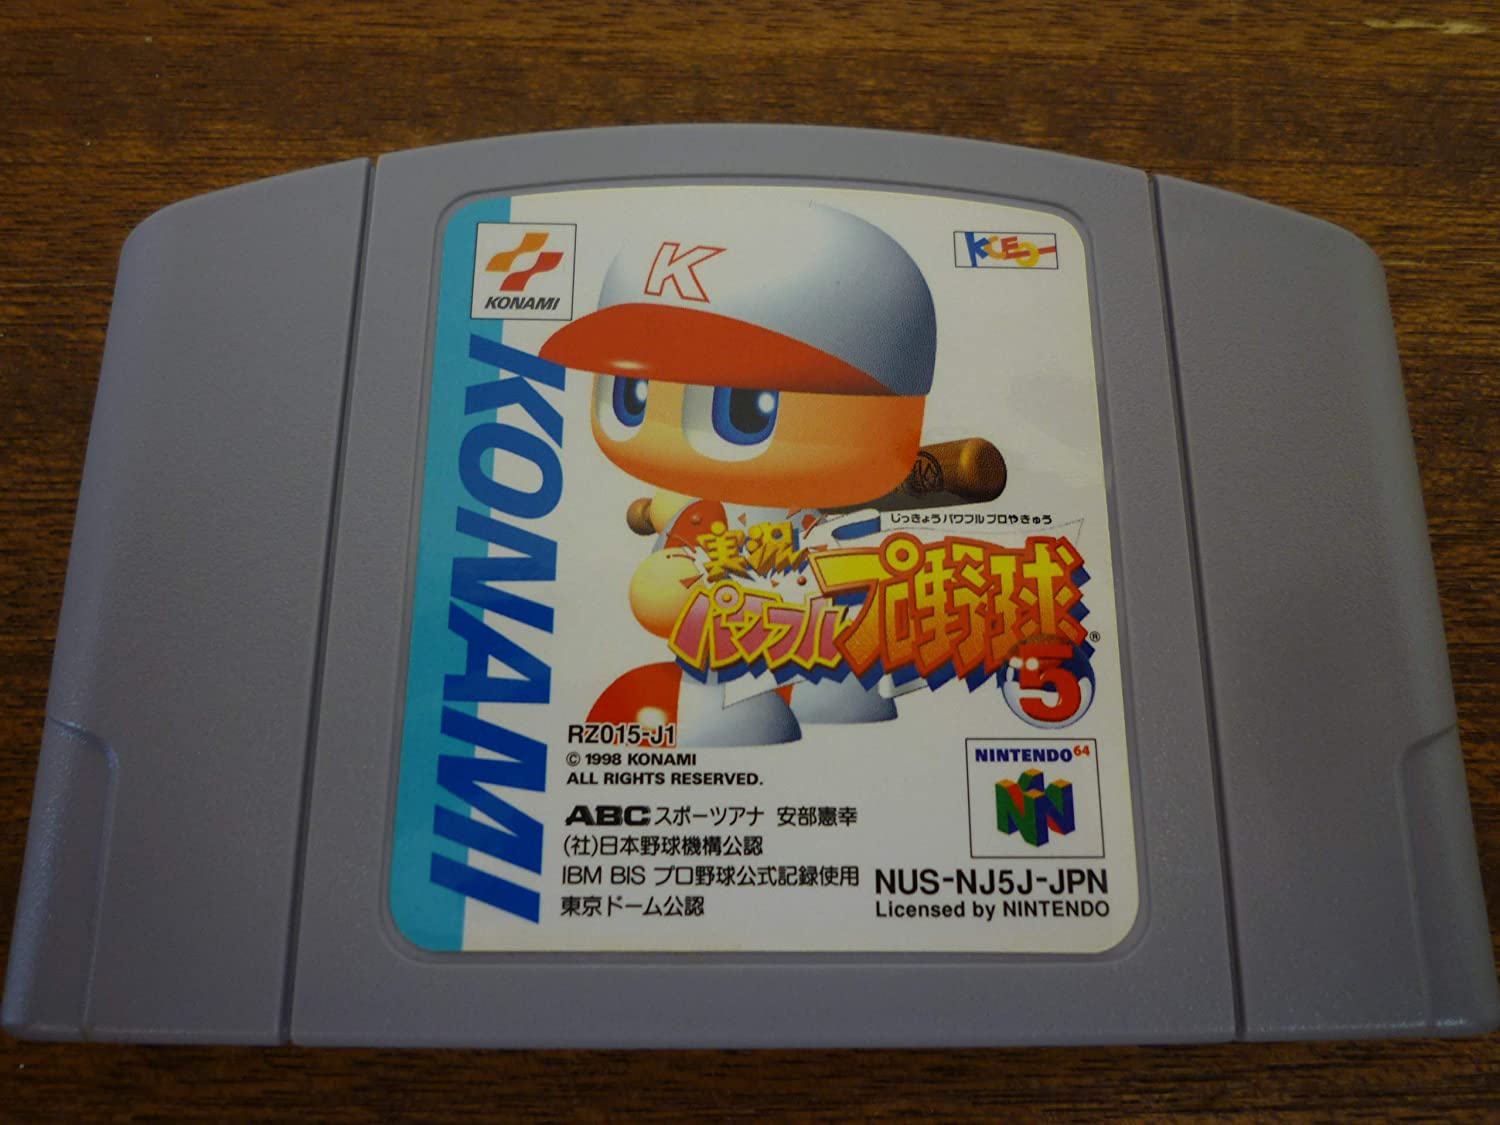 KONAMI
KCEO
K
KONAMI
じっきょうパワフルプロやきゅう
実況
パワフルプロ野球®
5
RZ015-J1
© 1998 KONAMI
ALL RIGHTS RESERVED.
NINTENDO 64
ABC スポーツアナ 安部憲幸
(社)日本野球機構公認
IBM BIS プロ野球公式記録使用
東京ドーム公認
NUS-NJ5J-JPN
Licensed by NINTENDO